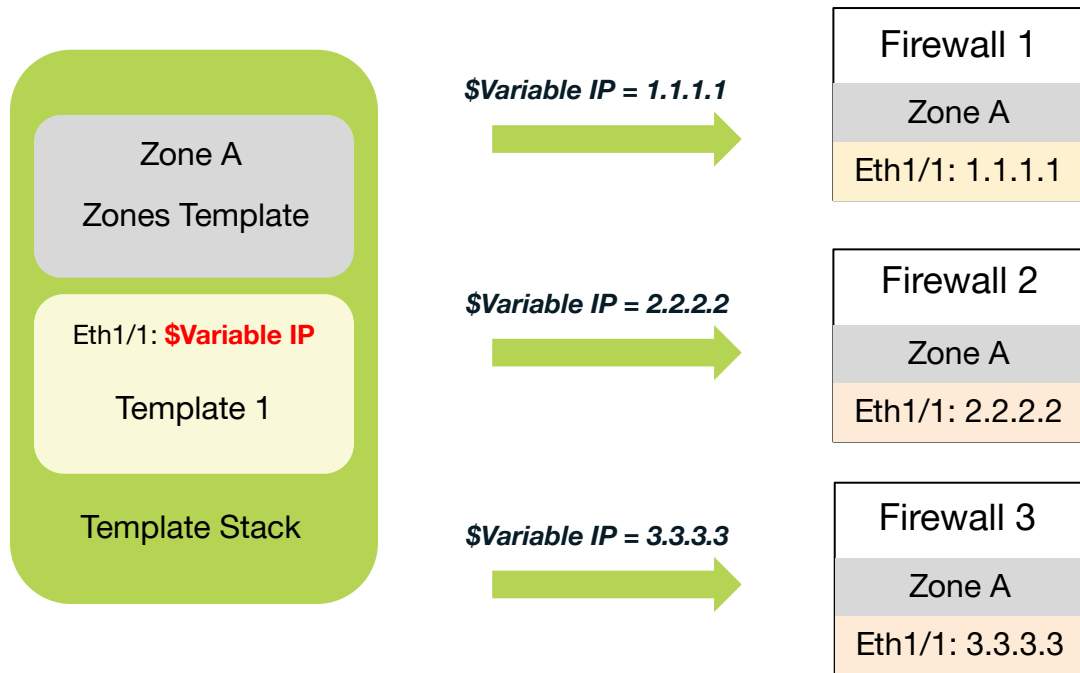 Zone A
Zones Template
Eth1/1: $Variable IP
Template 1
Template Stack
$Variable IP = 1.1.1.1
$Variable IP = 2.2.2.2
$Variable IP = 3.3.3.3
Firewall 1
Zone A
Eth1/1: 1.1.1.1
Firewall 2
Zone A
Eth1/1: 2.2.2.2
Firewall 3
Zone A
Eth1/1: 3.3.3.3